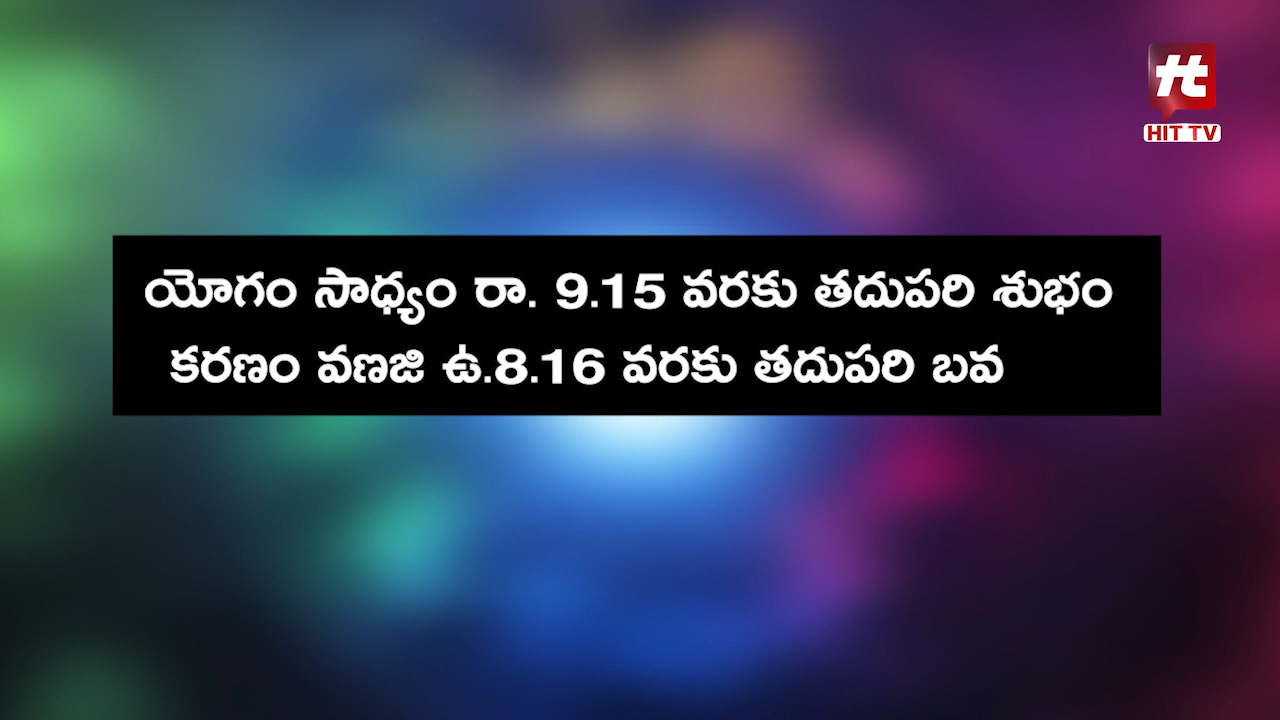 HIT TV
యోగం సాధ్యం రా. 9.15 వరకు తదుపరి శుభం
కరణం వణజి ఉ.8.16 వరకు తదుపరి బవ